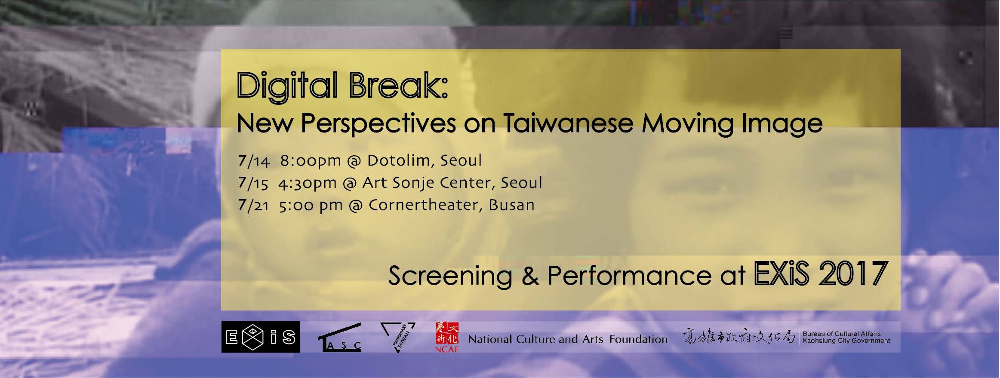 Digital Break:
New Perspectives on Taiwanese Moving Image
7/14 8:00pm @ Dotolim, Seoul
7/15 4:30pm @ Art Sonje Center, Seoul
7/21 5:00 pm @ Cornertheater, Busan
Screening & Performance at EXiS 2017
EXiS
TASC
tamtamART
TAIWAN
藝文
術化
NCAF
National Culture and Arts Foundation
高雄市政府文化局
Bureau of Cultural Affairs
Kaohsiung City Government